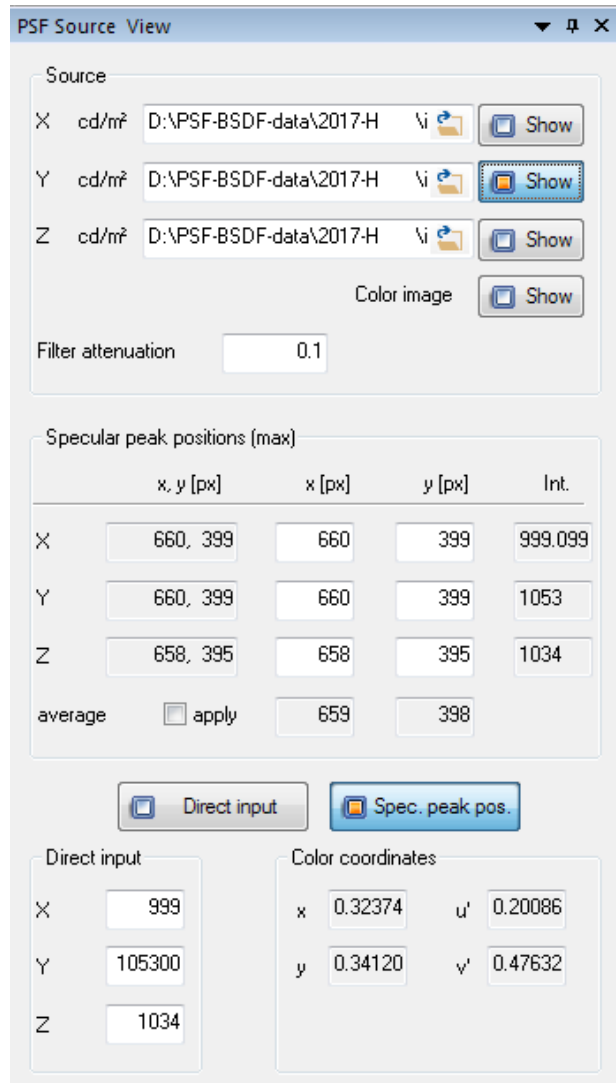 PSF Source View
Source
X cd/m² D:\PSF-BSDF-data\2017-H \i Show
Y cd/m² D:\PSF-BSDF-data\2017-H \i Show
Z cd/m² D:\PSF-BSDF-data\2017-H \i Show
Color image Show
Filter attenuation 0.1
Specular peak positions (max)
x, y [px] x [px] y [px] Int.
X 660, 399 660 399 999.099
Y 660, 399 660 399 1053
Z 658, 395 658 395 1034
average apply 659 398
Direct input Spec. peak pos.
Direct input Color coordinates
X 999 x 0.32374 u' 0.20086
Y 105300 y 0.34120 v' 0.47632
Z 1034